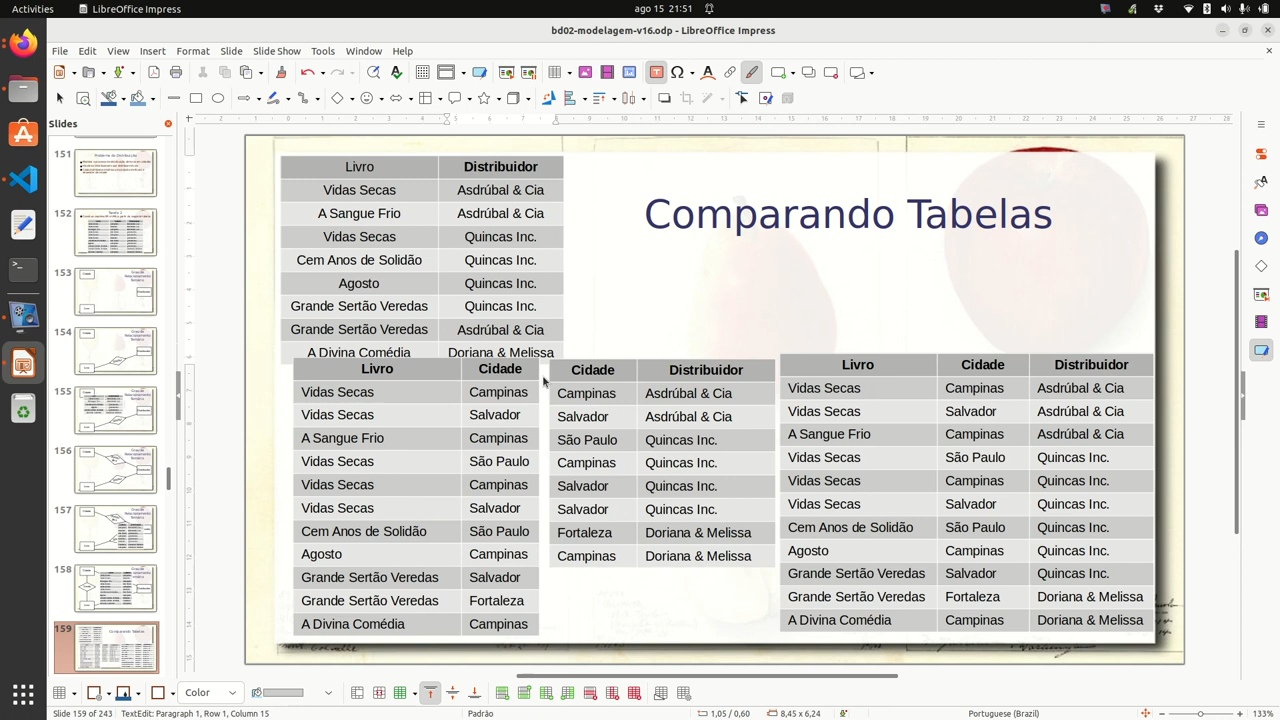 Activities
LibreOffice Impress
ago 15 21:51
bd02-modelagem-v16.odp - LibreOffice Impress
File Edit View Insert Format Slide Slide Show Tools Window Help
Slides
151
152
153
154
155
156
157
158
159
Comparando Tabelas
Livro Distribuidor
Vidas Secas Asdrúbal & Cia
A Sangue Frio Asdrúbal & Cia
Vidas Secas Quincas Inc.
Cem Anos de Solidão Quincas Inc.
Agosto Quincas Inc.
Grande Sertão Veredas Quincas Inc.
Grande Sertão Veredas Asdrúbal & Cia
A Divina Comédia Doriana & Melissa
Livro Cidade
Vidas Secas Campinas
Vidas Secas Salvador
A Sangue Frio Campinas
Vidas Secas São Paulo
Vidas Secas Campinas
Vidas Secas Salvador
Cem Anos de Solidão São Paulo
Agosto Campinas
Grande Sertão Veredas Salvador
Grande Sertão Veredas Fortaleza
A Divina Comédia Campinas
Cidade Distribuidor
Campinas Asdrúbal & Cia
Salvador Asdrúbal & Cia
São Paulo Quincas Inc.
Campinas Quincas Inc.
Salvador Quincas Inc.
Salvador Quincas Inc.
Fortaleza Doriana & Melissa
Campinas Doriana & Melissa
Livro Cidade Distribuidor
Vidas Secas Campinas Asdrúbal & Cia
Vidas Secas Salvador Asdrúbal & Cia
A Sangue Frio Campinas Asdrúbal & Cia
Vidas Secas São Paulo Quincas Inc.
Vidas Secas Campinas Quincas Inc.
Vidas Secas Salvador Quincas Inc.
Cem Anos de Solidão São Paulo Quincas Inc.
Agosto Campinas Quincas Inc.
Grande Sertão Veredas Salvador Quincas Inc.
Grande Sertão Veredas Fortaleza Doriana & Melissa
A Divina Comédia Campinas Doriana & Melissa
Color
Slide 159 of 243 TextEdit: Paragraph 1, Row 1, Column 15 Padrão 1,05 / 0,60 8,45 x 6,24 Portuguese (Brazil) 133%